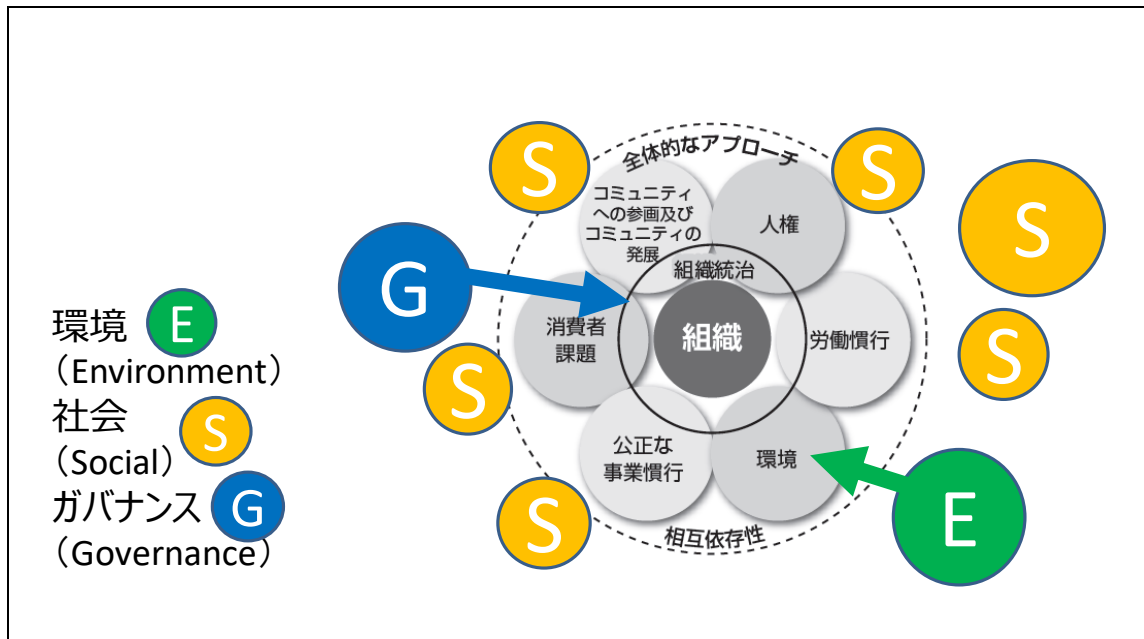 環境 E
(Environment)
社会
(Social) S
ガバナンス G
(Governance)
全体的なアプローチ
S
S
S
コミュニティ
への参画及び
コミュニティの
発展
人権
G
組織統治
消費者
課題
組織
労働慣行
S
S
公正な
事業慣行
環境
E
S
相互依存性